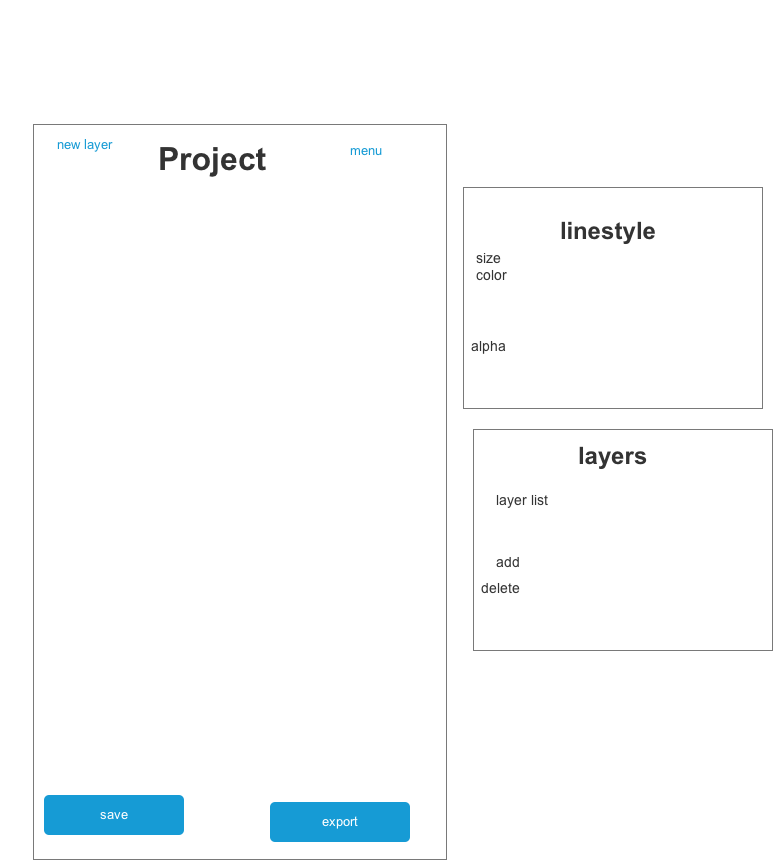 new layer
Project
menu
save
export
linestyle
size
color
alpha
layers
layer list
add
delete